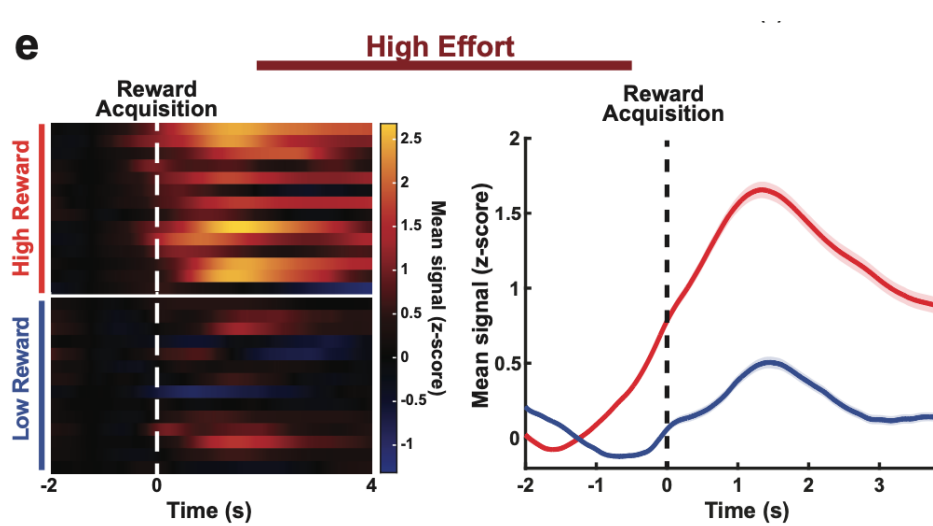 e
High Effort
Reward
Acquisition
High Reward
Low Reward
-2
0
4
Time (s)
2.5
2
1.5
1
0.5
0
-0.5
-1
Mean signal (z-score)
Reward
Acquisition
2
1.5
1
0.5
0
Mean signal (z-score)
-2
-1
0
1
2
3
Time (s)